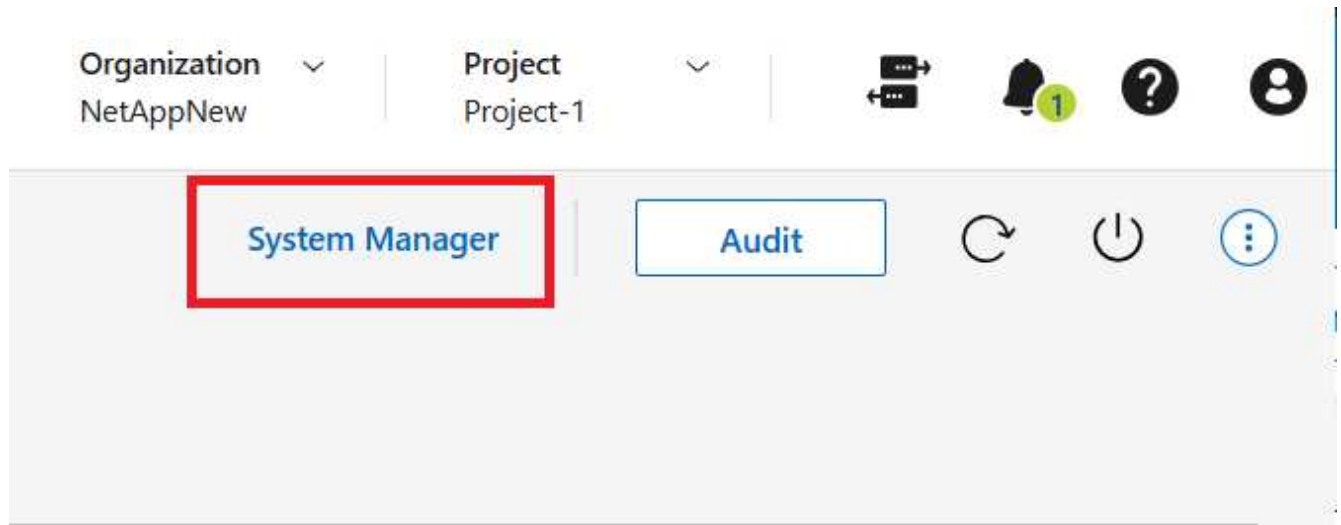 Organization
NetAppNew
Project
Project-1
1
System Manager
Audit